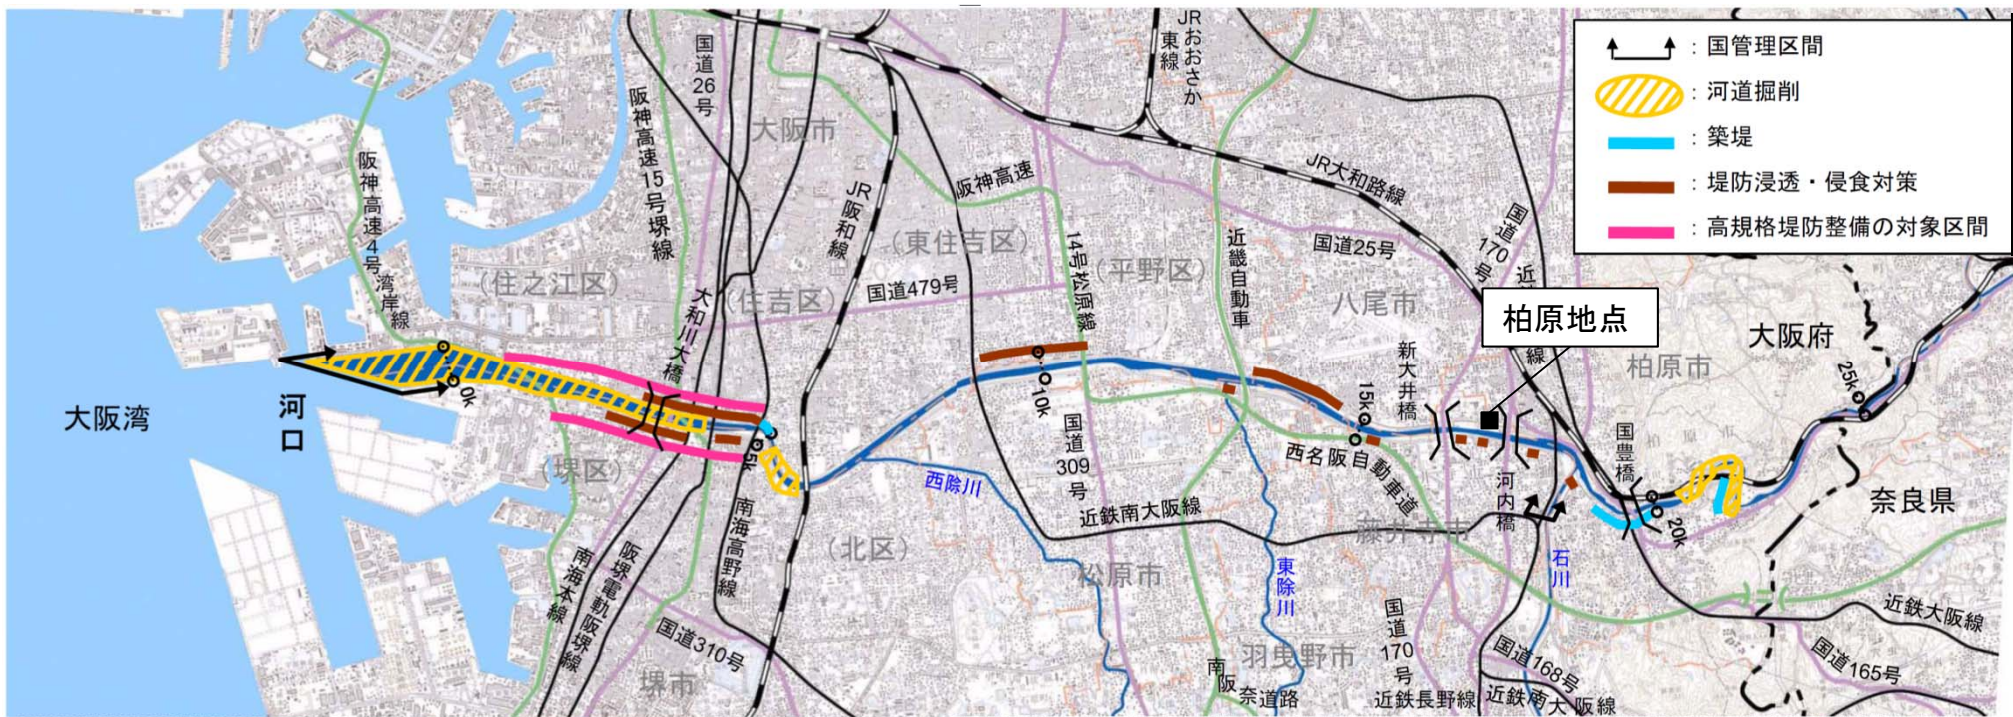 ：国管理区間
：河道掘削
：築堤
：堤防浸透・侵食対策
：高規格堤防整備の対象区間
柏原地点
大阪湾
河口
大阪府
奈良県
大阪市
（住之江区）
（住吉区）
（東住吉区）
（平野区）
八尾市
柏原市
（堺区）
（北区）
堺市
松原市
藤井寺市
羽曳野市
阪神高速4号湾岸線
阪神高速15号堺線
国道26号
大和川大橋
JR阪和線
阪神高速
14号松原線
国道479号
JRおおさか東線
JR大和路線
国道25号
国道170号
近
線
近畿自動車
新大井橋
河内橋
国豊橋
西名阪自動車道
国道309号
近鉄南大阪線
西除川
東除川
石川
南海本線
阪堺電軌阪堺線
南海高野線
国道310号
南阪奈道路
国道170号
近鉄長野線
国道168号
近鉄南大阪線
近鉄大阪線
国道165号
0k
5k
10k
15k
20k
25k